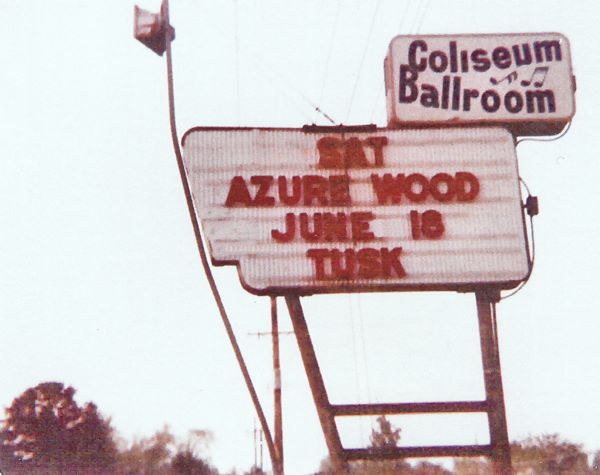 Coliseum
Ballroom
SAT
AZURE WOOD
JUNE 18
TUSK